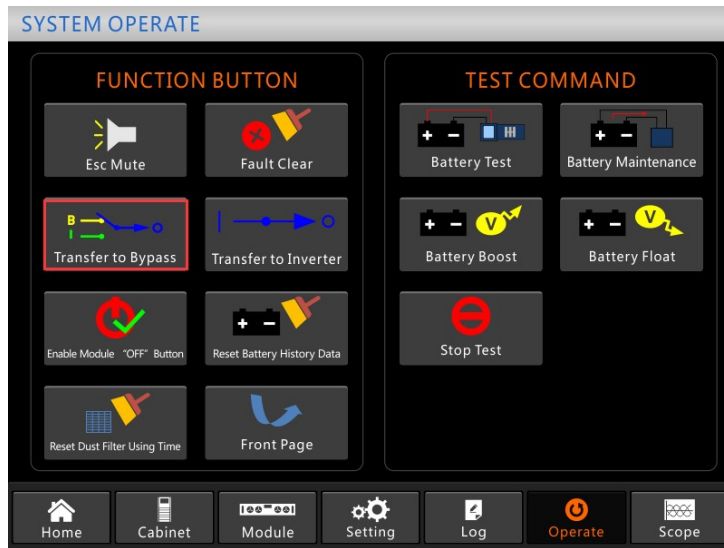 SYSTEM OPERATE
FUNCTION BUTTON
Esc Mute
Fault Clear
B
I
O
Transfer to Bypass
I
O
Transfer to Inverter
Enable Module “OFF” Button
+ -
Reset Battery History Data
Reset Dust Filter Using Time
Front Page
TEST COMMAND
+ -
Battery Test
+ -
Battery Maintenance
+ -
V
Battery Boost
+ -
V
Battery Float
Stop Test
Home
Cabinet
Module
Setting
Log
Operate
Scope